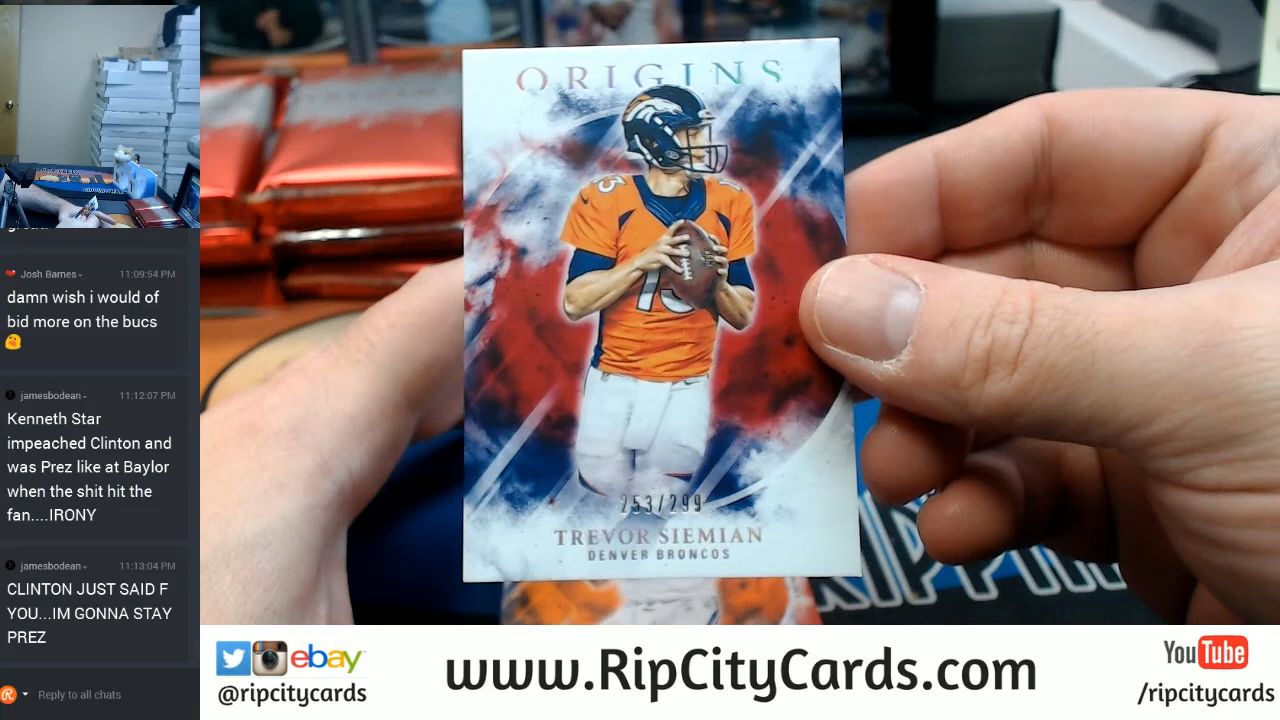 Josh Barnes 11:09:54 PM
damn wish i would of
bid more on the bucs
jamesbodean 11:12:07 PM
Kenneth Star
impeached Clinton and
was Prez like at Baylor
when the shit hit the
fan....IRONY
jamesbodean 11:13:04 PM
CLINTON JUST SAID F
YOU...IM GONNA STAY
PREZ
Reply to all chats
ORIGINS
13
253/299
TREVOR SIEMIAN
DENVER BRONCOS
RIPPIN
ebay
@ripcitycards
www.RipCityCards.com
YouTube
/ripcitycards